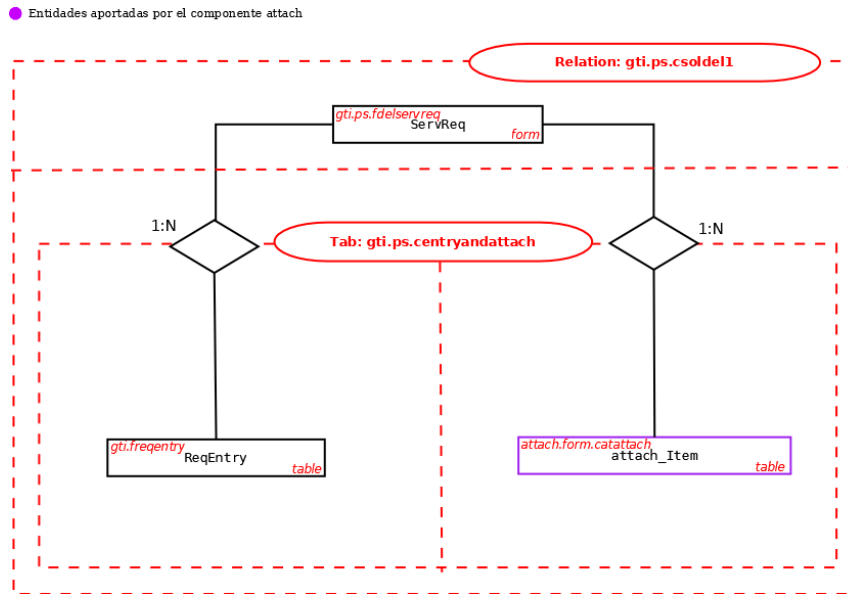 Entidades aportadas por el componente attach
Relation: gti.ps.csoldel1
gti.ps.fdelservreq
ServReq
form
1:N
1:N
Tab: gti.ps.centryandattach
gti.freqentry
ReqEntry
table
attach.form.catattach
attach_Item
table